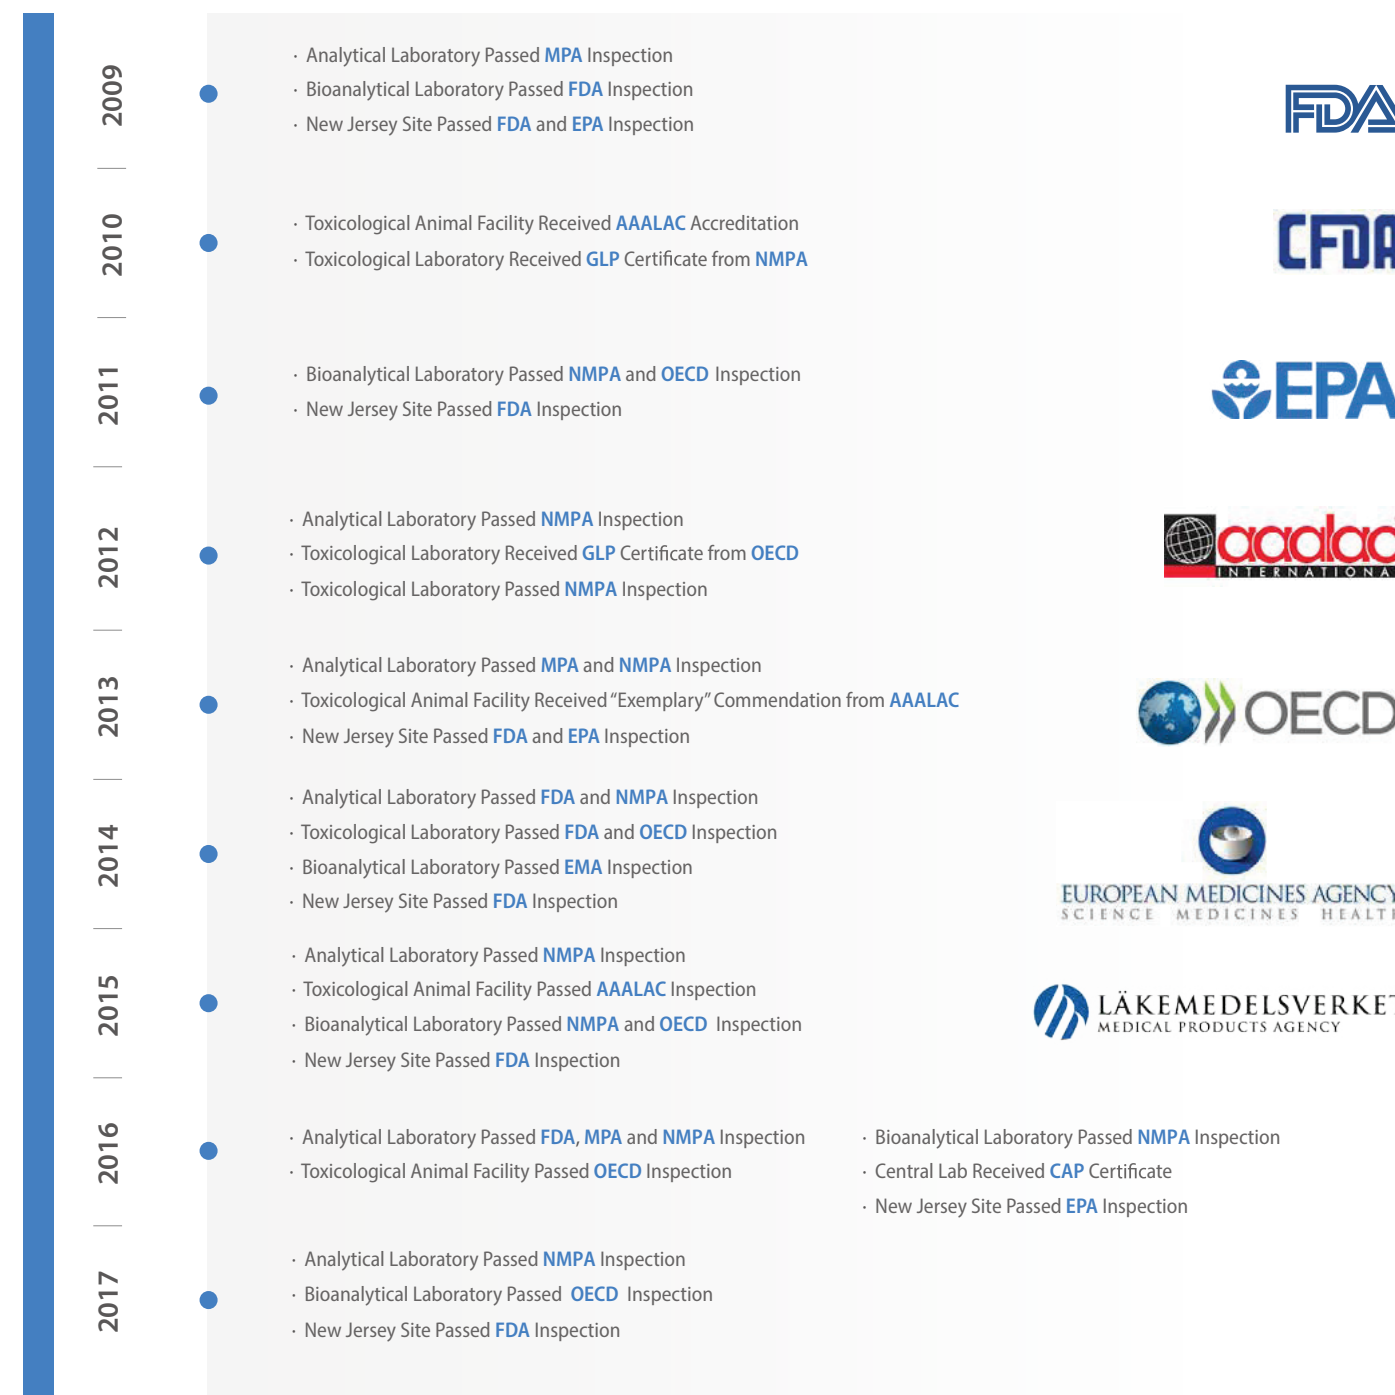 2009
· Analytical Laboratory Passed MPA Inspection
· Bioanalytical Laboratory Passed FDA Inspection
· New Jersey Site Passed FDA and EPA Inspection
FDA
2010
· Toxicological Animal Facility Received AAALAC Accreditation
· Toxicological Laboratory Received GLP Certificate from NMPA
CFDA
2011
· Bioanalytical Laboratory Passed NMPA and OECD Inspection
· New Jersey Site Passed FDA Inspection
EPA
2012
· Analytical Laboratory Passed NMPA Inspection
· Toxicological Laboratory Received GLP Certificate from OECD
· Toxicological Laboratory Passed NMPA Inspection
INTERNATIONA
2013
· Analytical Laboratory Passed MPA and NMPA Inspection
· Toxicological Animal Facility Received “Exemplary” Commendation from AAALAC
· New Jersey Site Passed FDA and EPA Inspection
OECD
2014
· Analytical Laboratory Passed FDA and NMPA Inspection
· Toxicological Laboratory Passed FDA and OECD Inspection
· Bioanalytical Laboratory Passed EMA Inspection
· New Jersey Site Passed FDA Inspection
EUROPEAN MEDICINES AGENCY
SCIENCE MEDICINES HEALTH
2015
· Analytical Laboratory Passed NMPA Inspection
· Toxicological Animal Facility Passed AAALAC Inspection
· Bioanalytical Laboratory Passed NMPA and OECD Inspection
· New Jersey Site Passed FDA Inspection
LÄKEMEDELSVERKET
MEDICAL PRODUCTS AGENCY
2016
· Analytical Laboratory Passed FDA, MPA and NMPA Inspection
· Toxicological Animal Facility Passed OECD Inspection
· Bioanalytical Laboratory Passed NMPA Inspection
· Central Lab Received CAP Certificate
· New Jersey Site Passed EPA Inspection
2017
· Analytical Laboratory Passed NMPA Inspection
· Bioanalytical Laboratory Passed OECD Inspection
· New Jersey Site Passed FDA Inspection